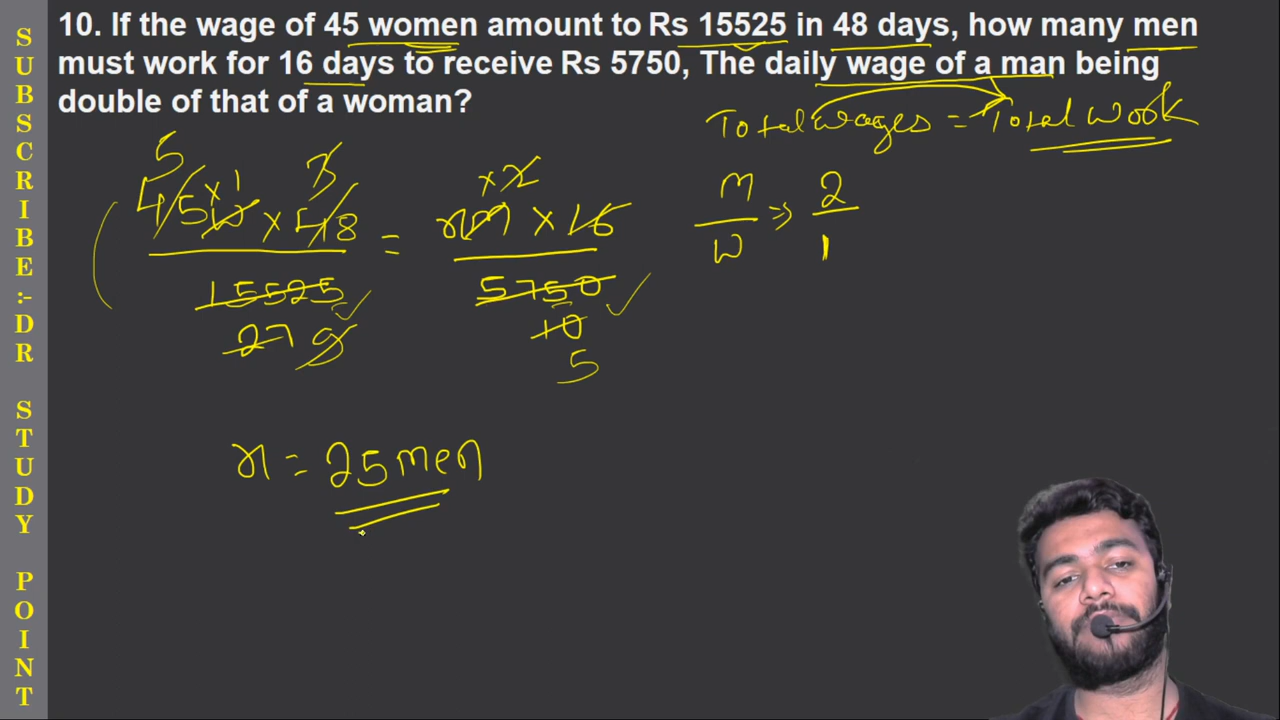 SUBSCRIBE:-DR STUDY POINT
10. If the wage of 45 women amount to Rs 15525 in 48 days, how many men
must work for 16 days to receive Rs 5750, The daily wage of a man being
double of that of a woman?
Total wages = Total work
5 3
45w × 1 × 48 = xm × 2 × 16
15525 5750
27 9 10
5
m/w ⇒ 2/1
x = 25 men